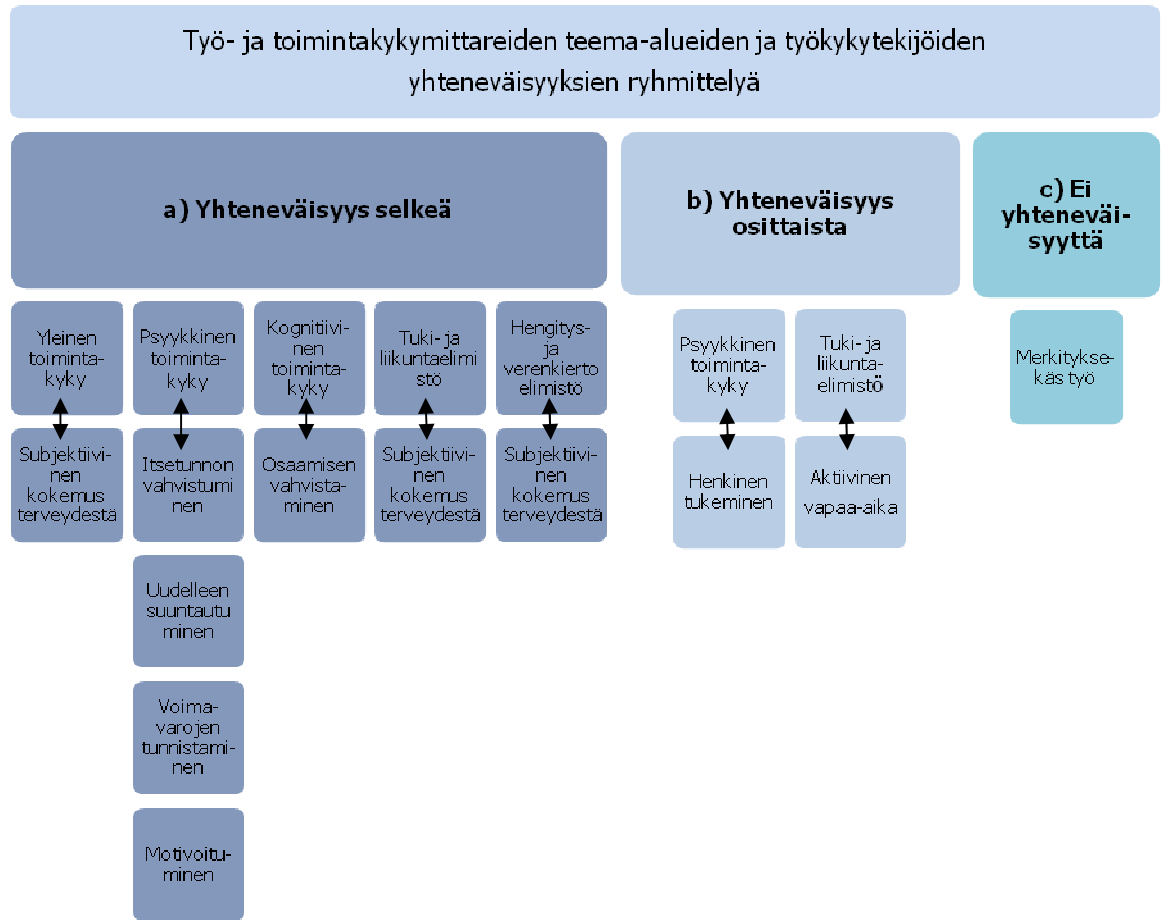 Työ- ja toimintakykymittareiden teema-alueiden ja työkykytekijöiden
yhteneväisyyksien ryhmittelyä
a) Yhteneväisyys selkeä
b) Yhteneväisyys
osittaista
c) Ei
yhteneväi-
syyttä
Yleinen
toiminta-
kyky
Psyykkinen
toiminta-
kyky
Kognitiivi
nen
toiminta-
kyky
Tuki- ja
liikuntaelimi
stö
Hengitys-
ja
verenkierto
elimistö
Psyykkinen
toiminta-
kyky
Tuki- ja
liikunta-
elimistö
Merkitykse-
käs työ
Subjektiivi
nen
kokemus
terveydestä
Itsetunnon
vahvistumi
nen
Osaamisen
vahvista-
minen
Subjektiivi
nen
kokemus
terveydestä
Subjektiivi
nen
kokemus
terveydestä
Henkinen
tukeminen
Aktiivinen
vapaa-aika
Uudelleen
suuntautu
minen
Voima-
varojen
tunnistami-
nen
Motivoitu-
minen